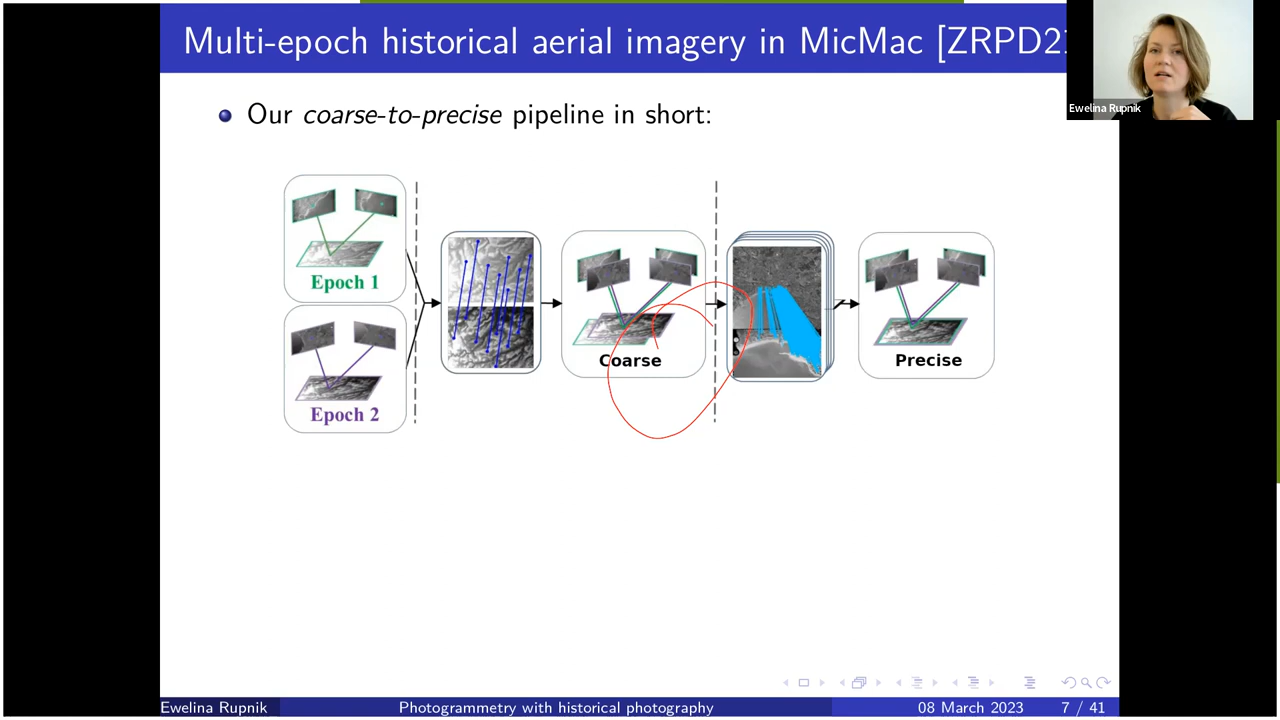 Multi-epoch historical aerial imagery in MicMac [ZRPD2
Ewelina Rupnik
Our coarse-to-precise pipeline in short:
Epoch 1
Epoch 2
Coarse
Precise
Ewelina Rupnik
Photogrammetry with historical photography
08 March 2023
7 / 41